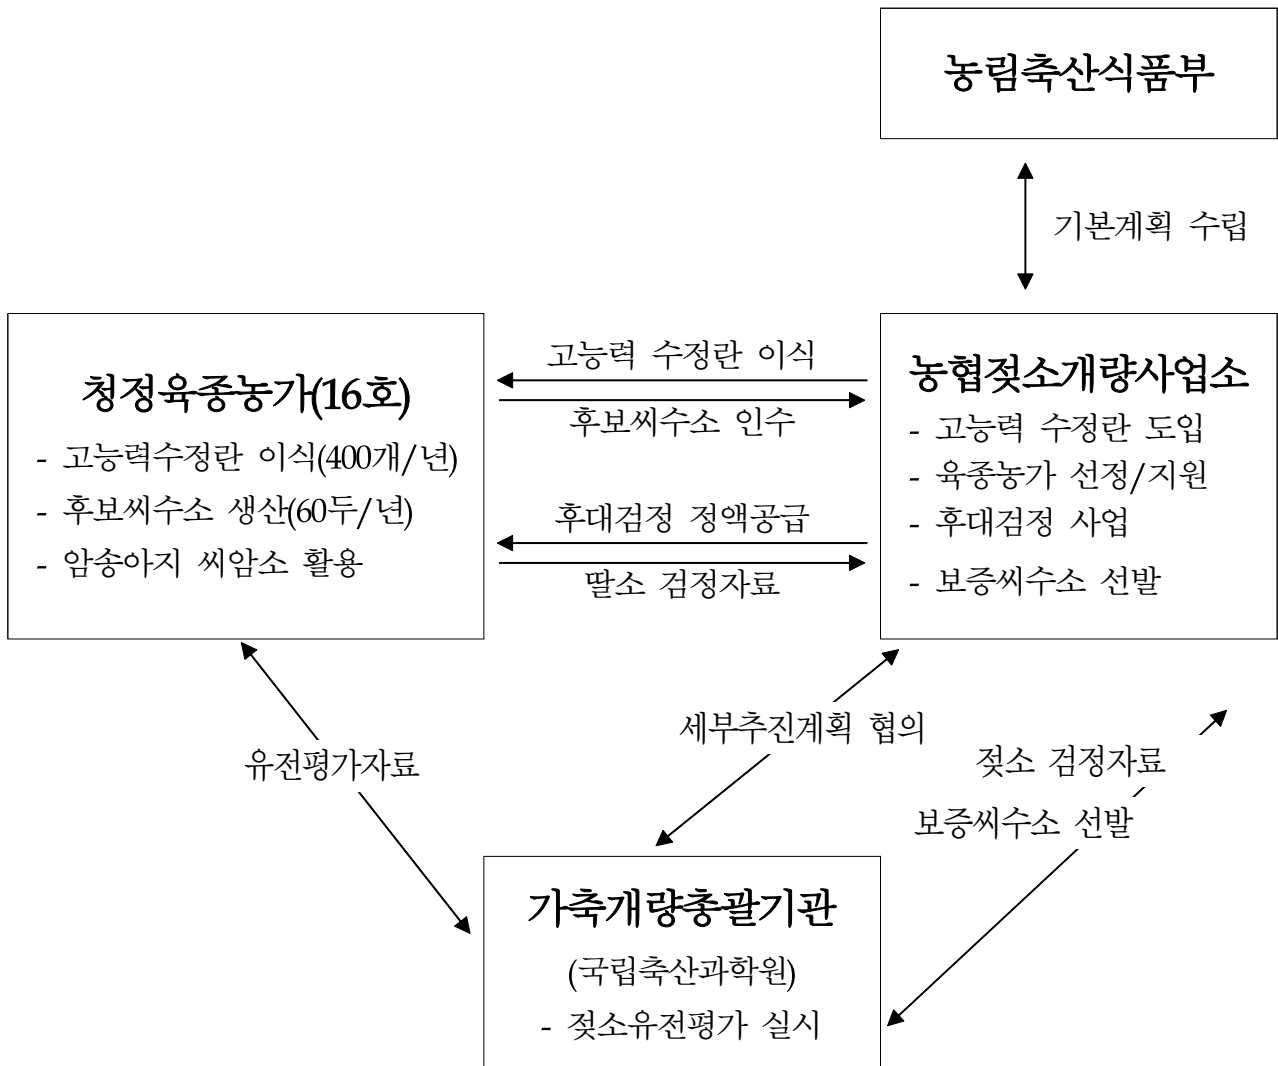 농림축산식품부
기본계획 수립
청정육종농가(16호)
- 고능력수정란 이식(400개/년)
- 후보씨수소 생산(60두/년)
- 암송아지 씨암소 활용
고능력 수정란 이식
후보씨수소 인수
후대검정 정액공급
딸소 검정자료
농협젖소개량사업소
- 고능력 수정란 도입
- 육종농가 선정/지원
- 후대검정 사업
- 보증씨수소 선발
유전평가자료
세부추진계획 협의
젖소 검정자료
보증씨수소 선발
가축개량총괄기관
(국립축산과학원)
- 젖소유전평가 실시